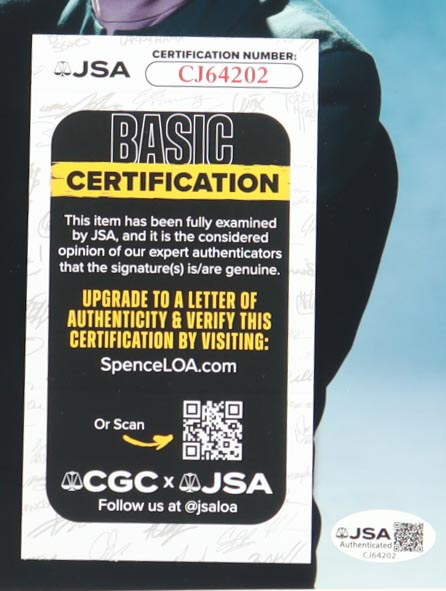 JSA
CERTIFICATION NUMBER:
CJ64202
BASIC
CERTIFICATION
This item has been fully examined
by JSA, and it is the considered
opinion of our expert authenticators
that the signature(s) is/are genuine.
UPGRADE TO A LETTER OF
AUTHENTICITY & VERIFY THIS
CERTIFICATION BY VISITING:
SpenceLOA.com
Or Scan
CGC x JSA
Follow us at @jsaloa
JSA
Authenticated
CJ64202